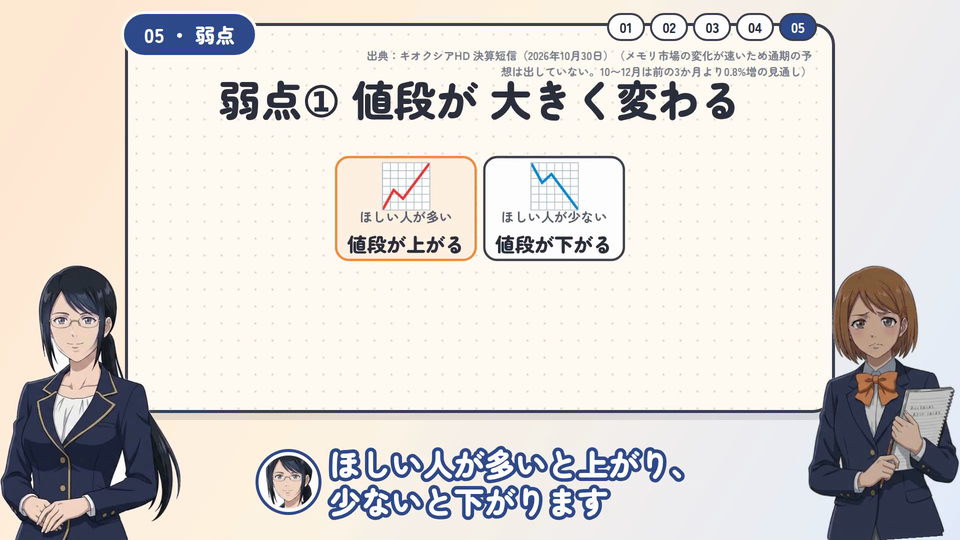 05 ・ 弱点
01 02 03 04 05
出典：キオクシアHD 決算短信（2026年10月30日）（メモリ市場の変化が速いため通期の予
想は出していない。10〜12月は前の3か月より0.8%増の見通し）
弱点① 値段が 大きく変わる
ほしい人が多い
値段が上がる
ほしい人が少ない
値段が下がる
ほしい人が多いと上がり、
少ないと下がります